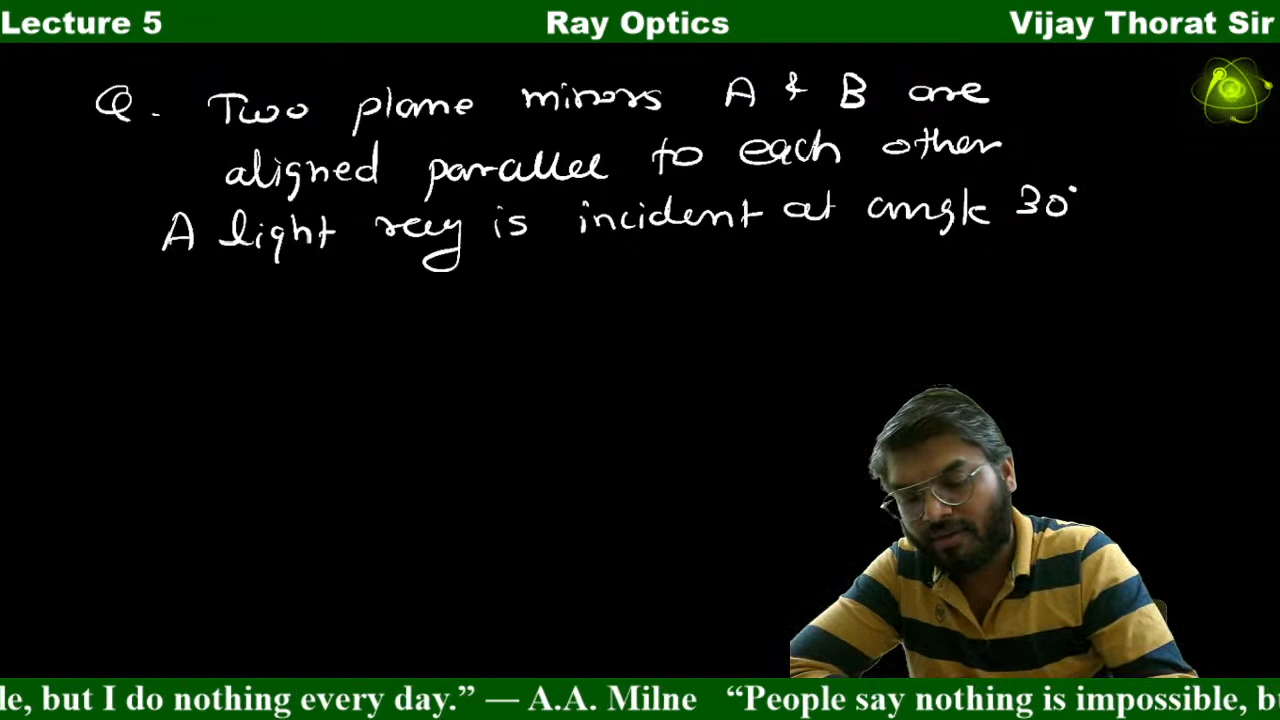 Lecture 5 Ray Optics Vijay Thorat Sir
Q. Two plane mirrors A & B are
aligned parallel to each other
A light ray is incident at angle 30°
le, but I do nothing every day.” — A.A. Milne “People say nothing is impossible, b